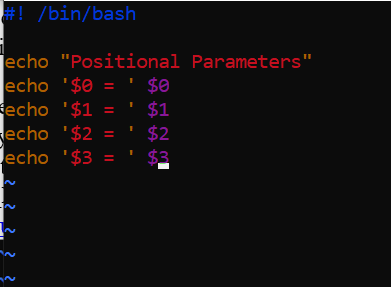 #! /bin/bash
echo "Positional Parameters"
echo '$0 = ' $0
echo '$1 = ' $1
echo '$2 = ' $2
echo '$3 = ' $3
~
~
~
~
~